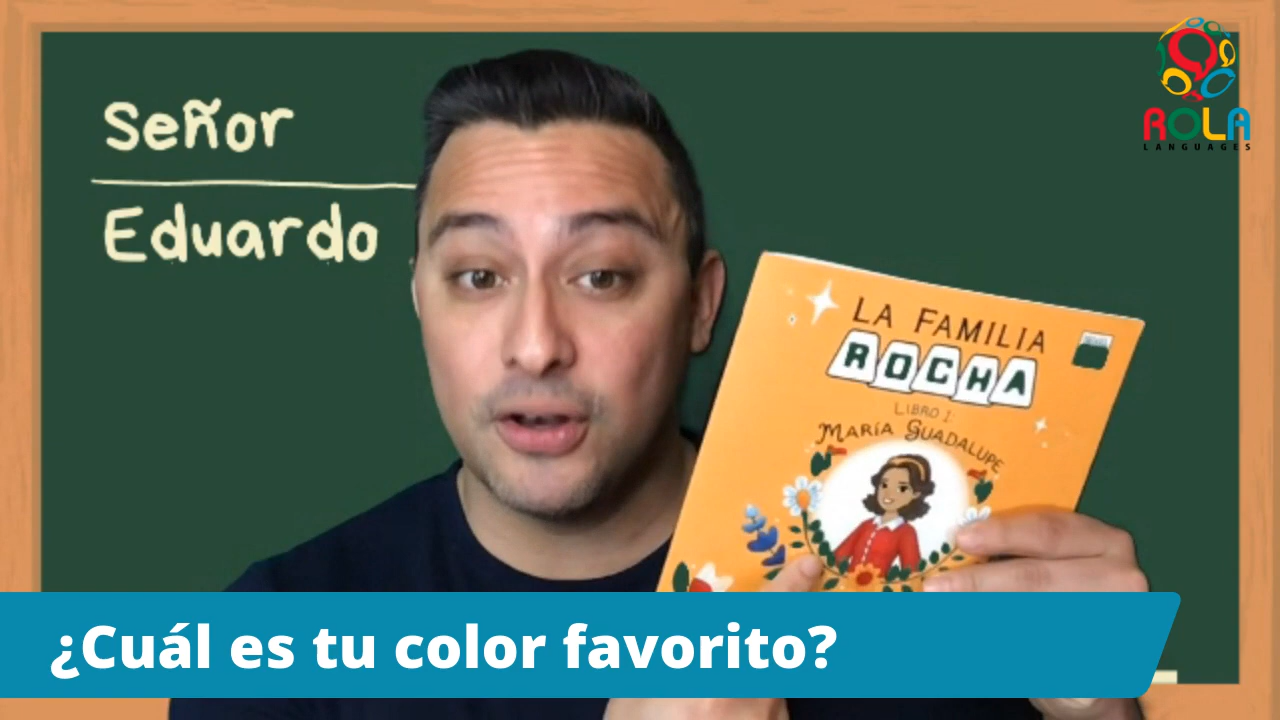 Señor
Eduardo
ROLA
LANGUAGES
LA FAMILIA
ROCHA
LIBRO 1:
MARÍA GUADALUPE
¿Cuál es tu color favorito?